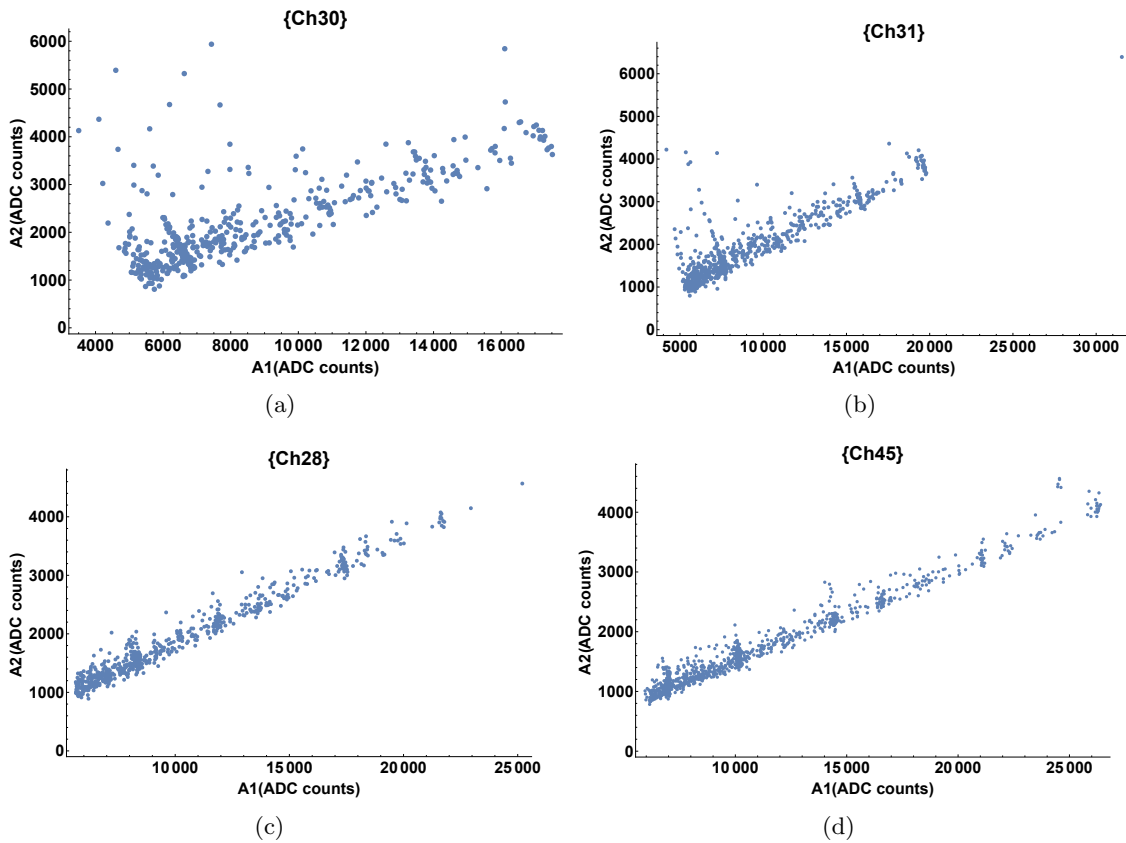 {Ch30}
6000
5000
4000
3000
2000
1000
0
A2(ADC counts)
4000 6000 8000 10 000 12 000 14 000 16 000
A1(ADC counts)
(a)
{Ch31}
6000
5000
4000
3000
2000
1000
0
A2(ADC counts)
5000 10 000 15 000 20 000 25 000 30 000
A1(ADC counts)
(b)
{Ch28}
4000
3000
2000
1000
0
A2(ADC counts)
10 000 15 000 20 000 25 000
A1(ADC counts)
(c)
{Ch45}
4000
3000
2000
1000
0
A2(ADC counts)
10 000 15 000 20 000 25 000
A1(ADC counts)
(d)